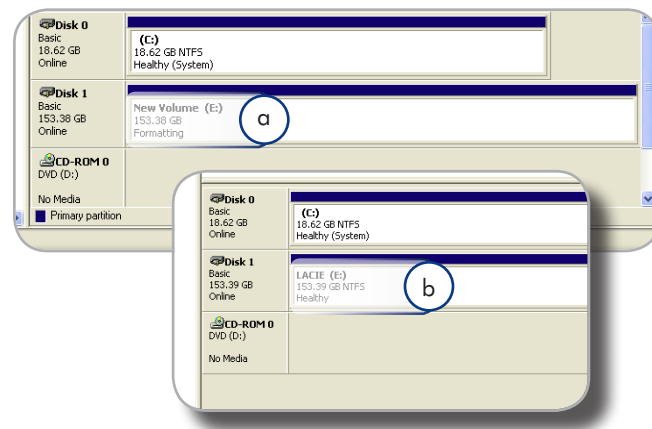 Disk 0
Basic
18.62 GB
Online
(C:)
18.62 GB NTFS
Healthy (System)
Disk 1
Basic
153.38 GB
Online
New Volume (E:)
153.38 GB
Formatting
a
CD-ROM 0
DVD (D:)
No Media
Primary partition
Disk 0
Basic
18.62 GB
Online
(C:)
18.62 GB NTFS
Healthy (System)
Disk 1
Basic
153.39 GB
Online
LACIE (E:)
153.39 GB NTFS
Healthy
b
CD-ROM 0
DVD (D:)
No Media